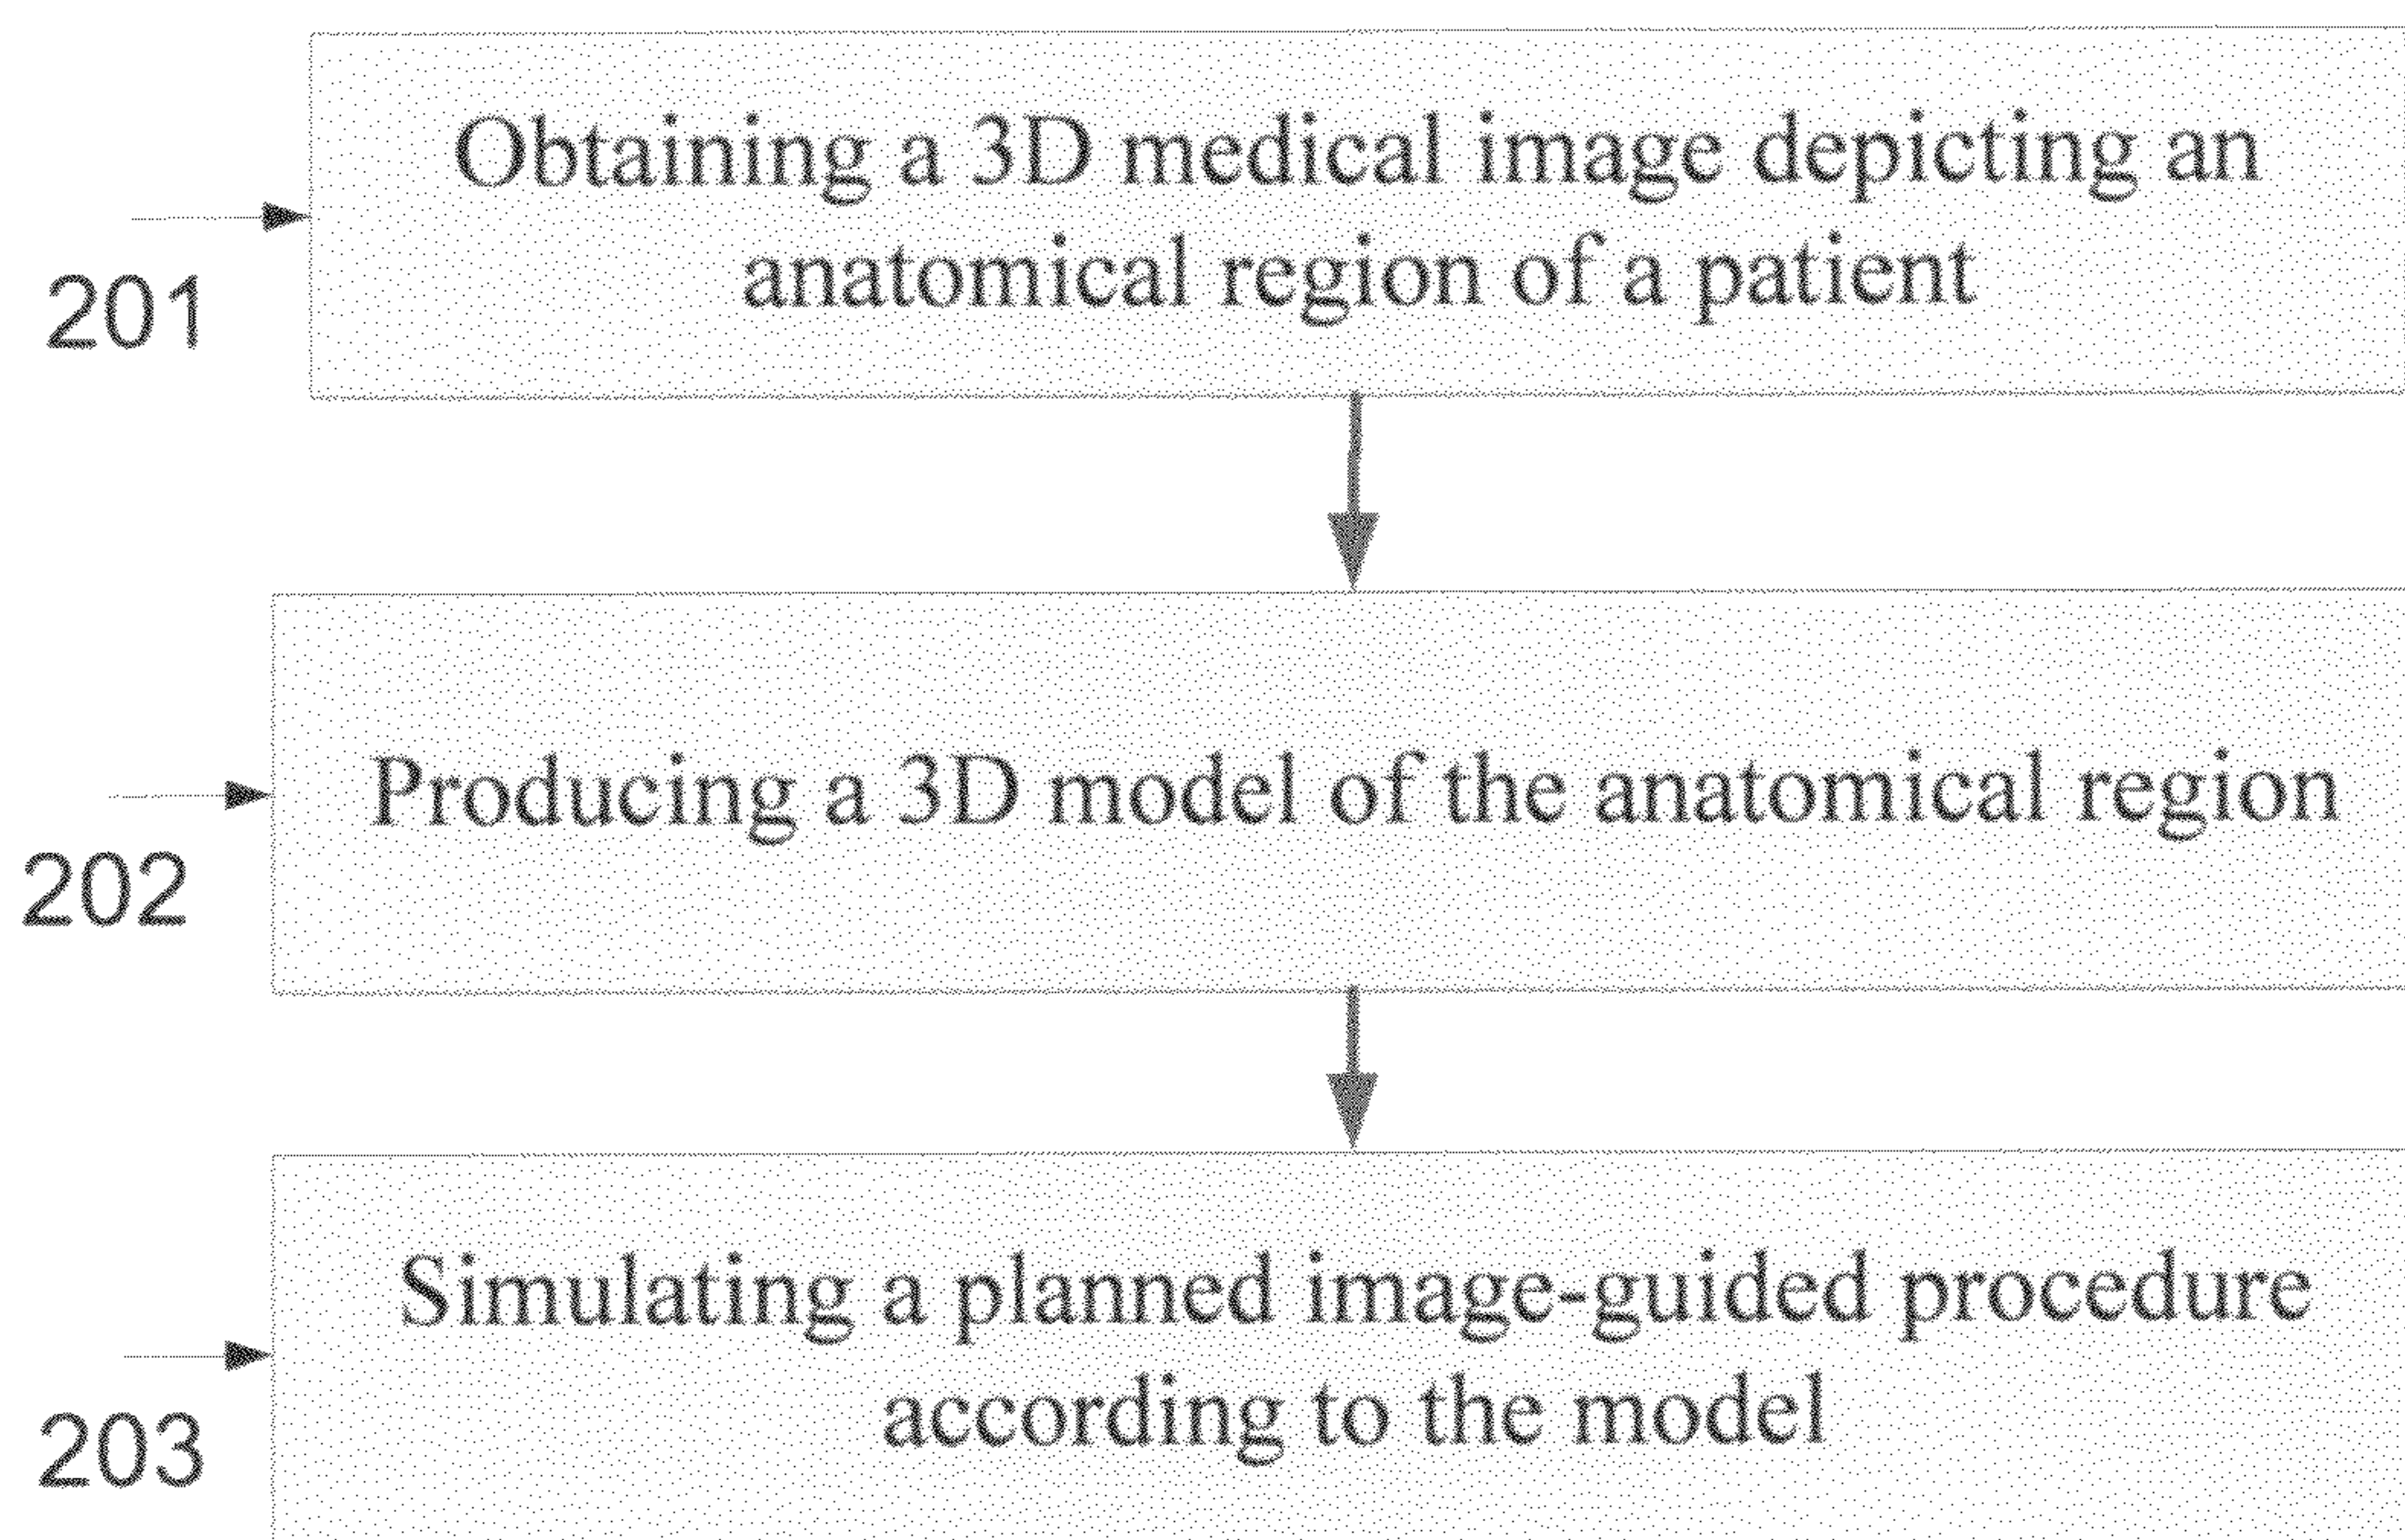 Obtaining a 3D medical image depicting an
anatomical region of a patient
201
Producing a 3D model of the anatomical region
202
Simulating a planned image-guided procedure
according to the model
203